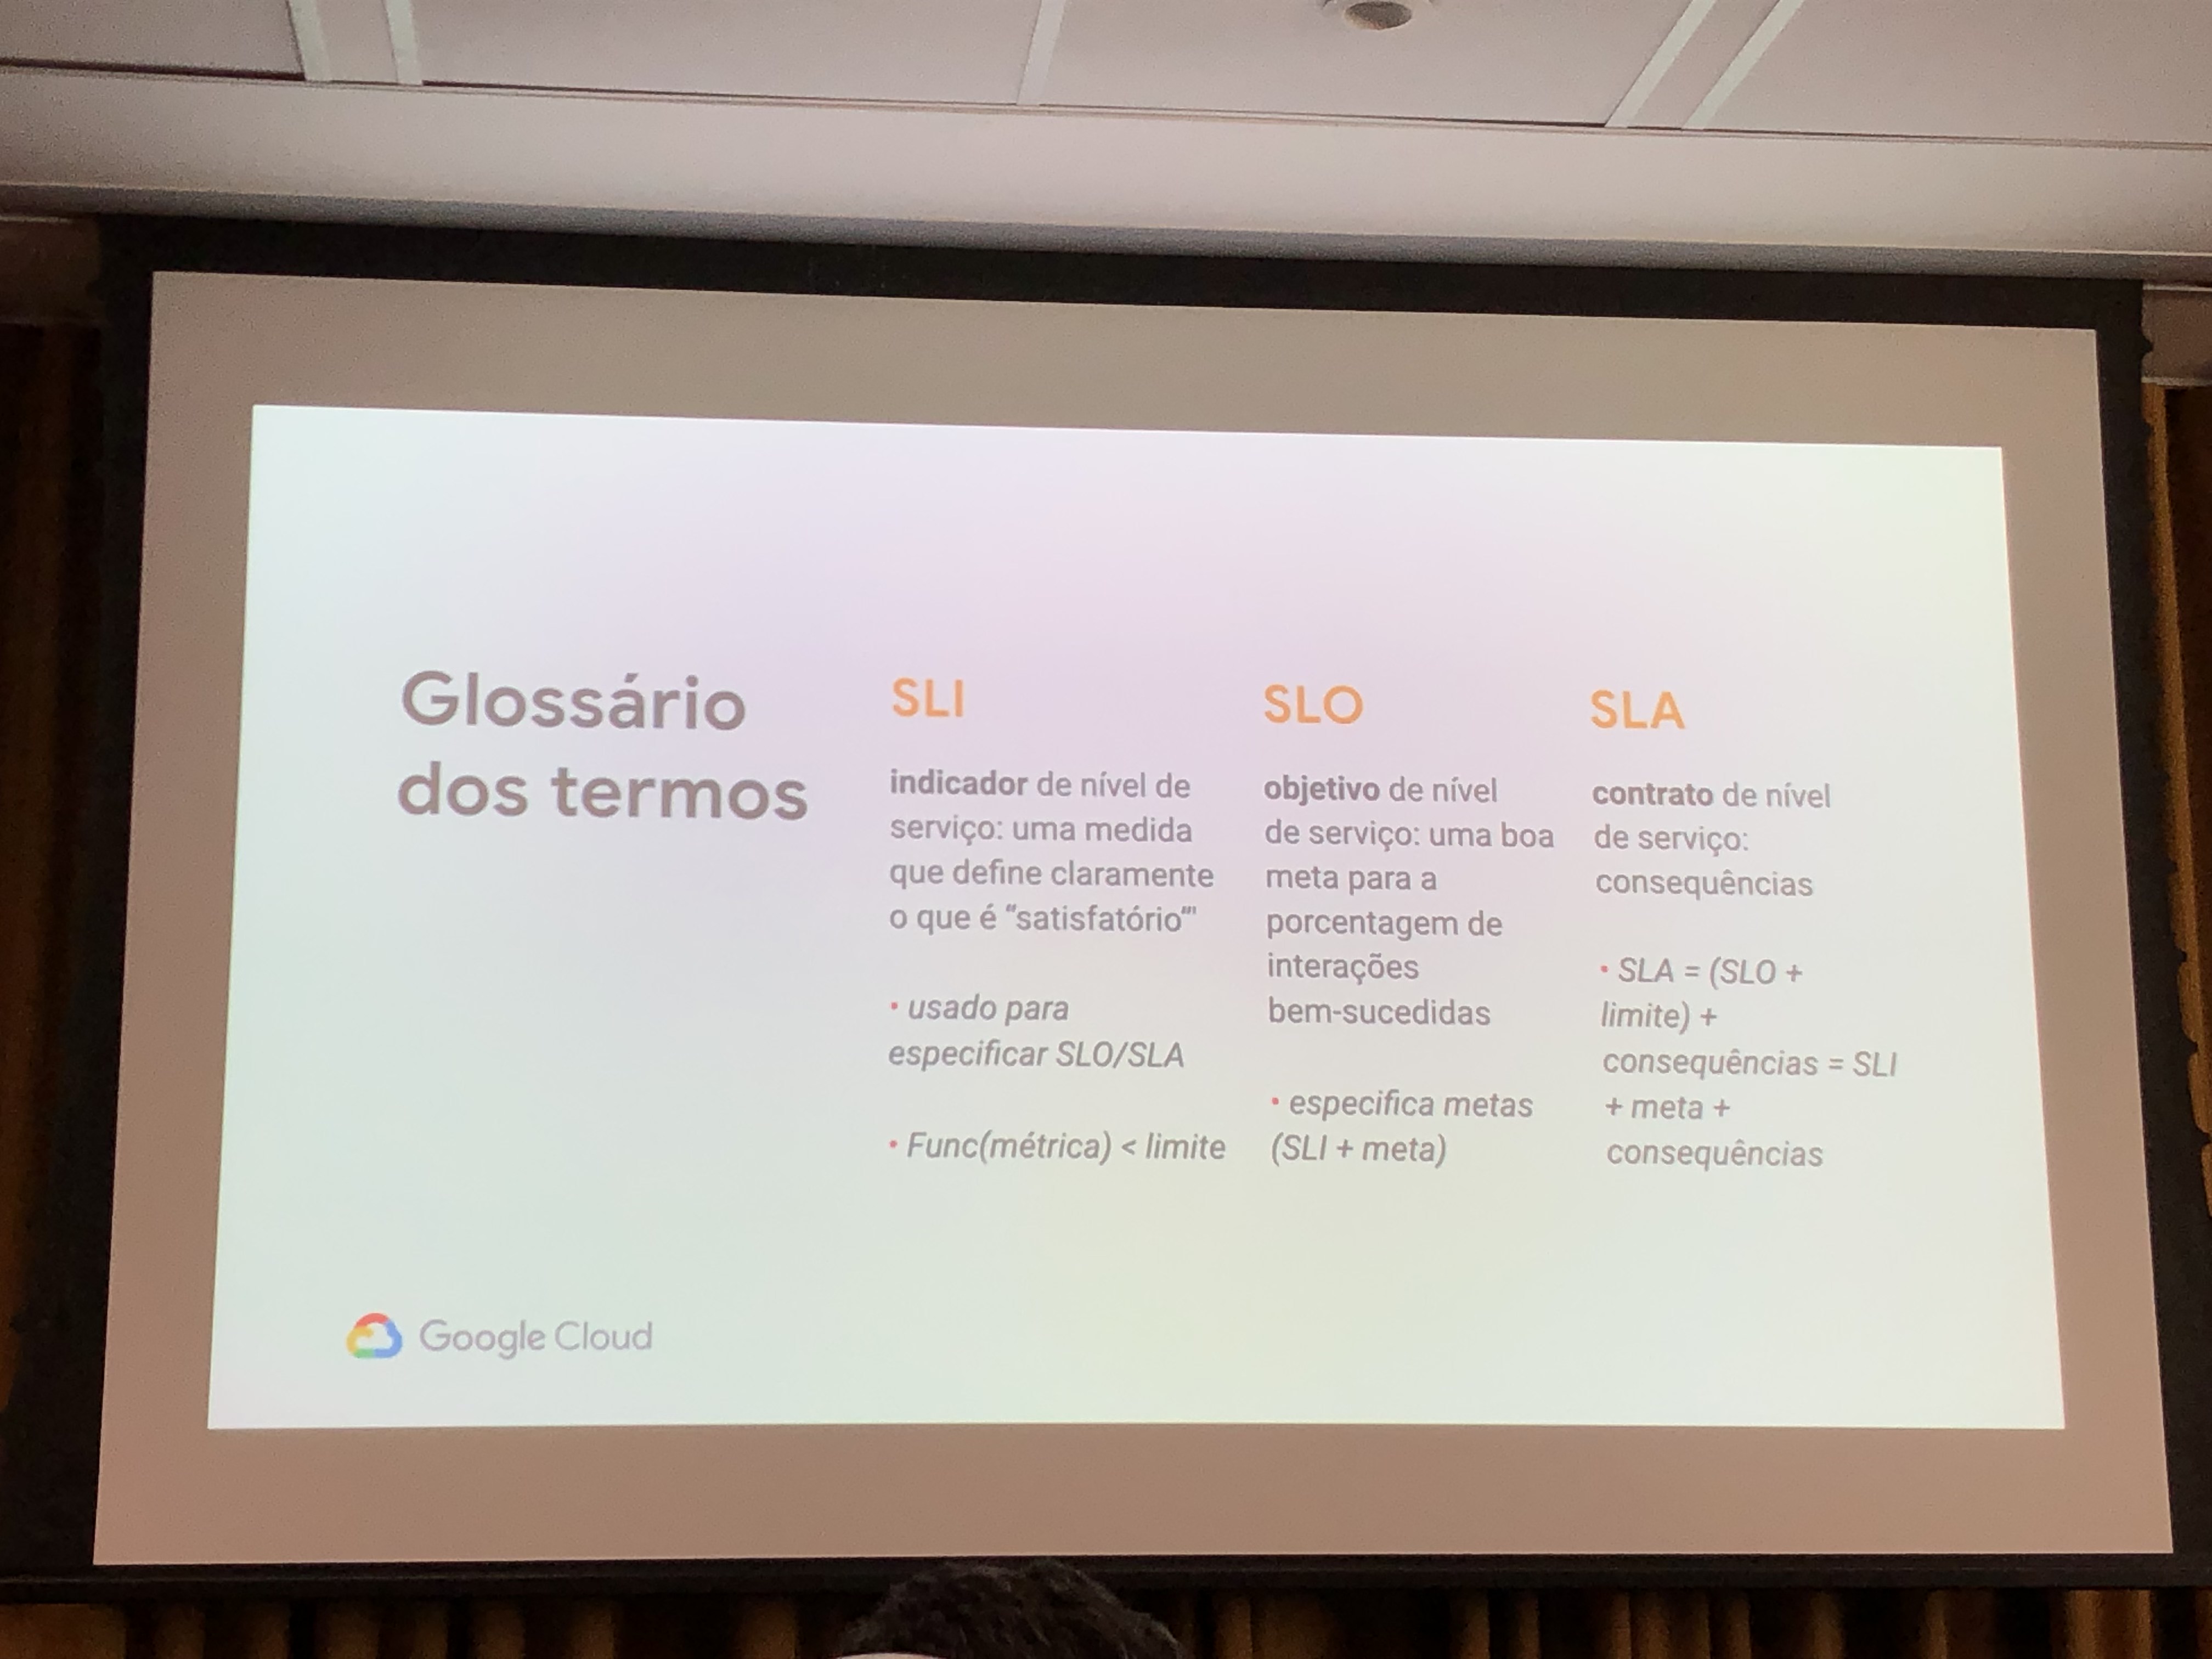 Glossário
dos termos
SLI
indicador de nível de
serviço: uma medida
que define claramente
o que é “satisfatório”'
• usado para
especificar SLO/SLA
• Func(métrica) < limite
SLO
objetivo de nível
de serviço: uma boa
meta para a
porcentagem de
interações
bem-sucedidas
• especifica metas
(SLI + meta)
SLA
contrato de nível
de serviço:
consequências
• SLA = (SLO +
limite) +
consequências = SLI
+ meta +
consequências
Google Cloud